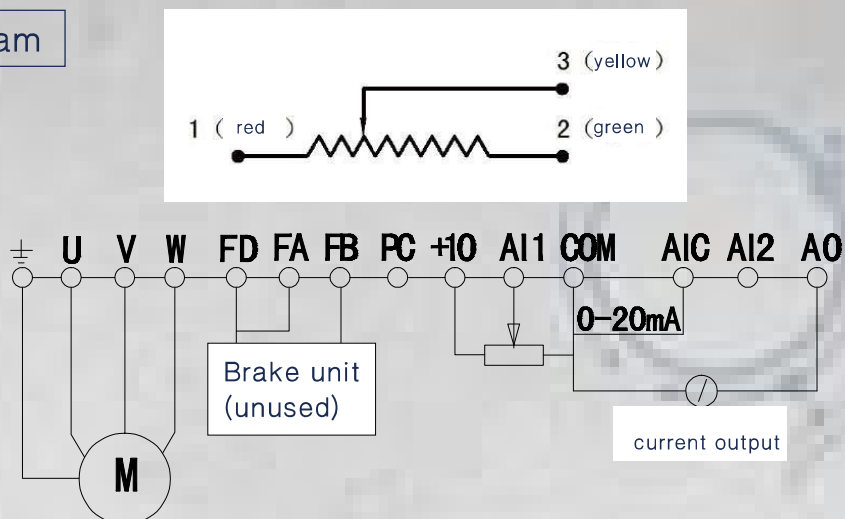 am
3 (yellow)
1 ( red )
2 (green )
U V W FD FA FB PC +10 AI1 COM AIC AI2 AO
0-20mA
Brake unit
(unused)
M
current output